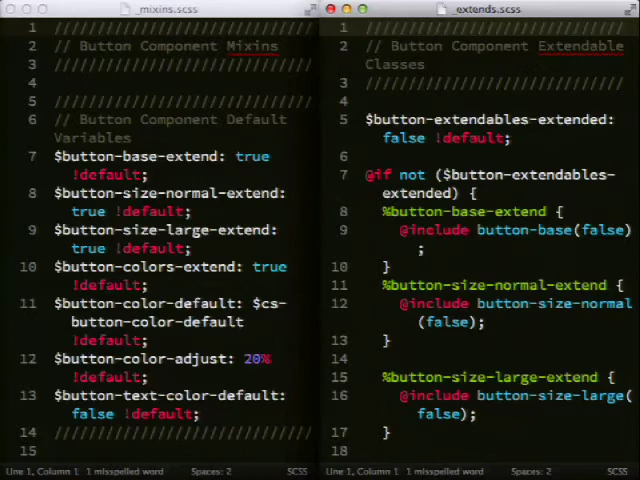 _mixins.scss
1 ////////////////////////////////
2 // Button Component Mixins
3 ////////////////////////////////
4
5 ////////////////////////////////
6 // Button Component Default
Variables
7 $button-base-extend: true
!default;
8 $button-size-normal-extend:
true !default;
9 $button-size-large-extend:
true !default;
10 $button-colors-extend: true
!default;
11 $button-color-default: $cs-
button-color-default
!default;
12 $button-color-adjust: 20%
!default;
13 $button-text-color-default:
false !default;
14 ////////////////////////////////
15
Line 1, Column 1; 1 misspelled word
Spaces: 2
SCSS
_extends.scss
1 ////////////////////////////////
2 // Button Component Extendable
Classes
3 ////////////////////////////////
4
5 $button-extendables-extended:
false !default;
6
7 @if not ($button-extendables-
extended) {
8 %button-base-extend {
9 @include button-base(false)
;
10 }
11 %button-size-normal-extend {
12 @include button-size-normal
(false);
13 }
14
15 %button-size-large-extend {
16 @include button-size-large(
false);
17 }
18
Line 1, Column 1; 1 misspelled word
Spaces: 2
SCSS